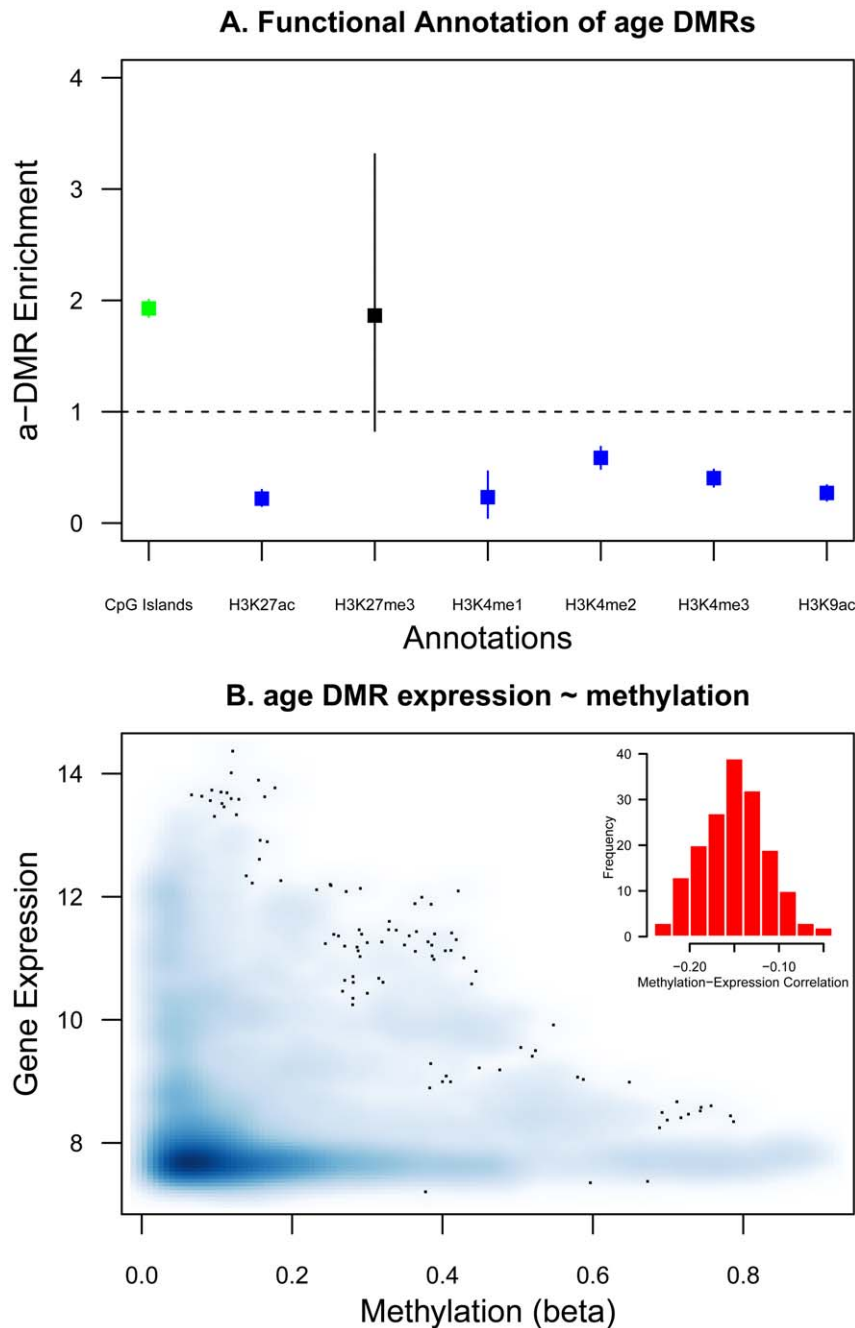 A. Functional Annotation of age DMRs
a−DMR Enrichment
4
3
2
1
0
CpG Islands H3K27ac H3K27me3 H3K4me1 H3K4me2 H3K4me3 H3K9ac
Annotations
B. age DMR expression ~ methylation
Gene Expression
14
12
10
8
Frequency
40
30
20
10
0
−0.20 −0.10
Methylation−Expression Correlation
0.0 0.2 0.4 0.6 0.8
Methylation (beta)